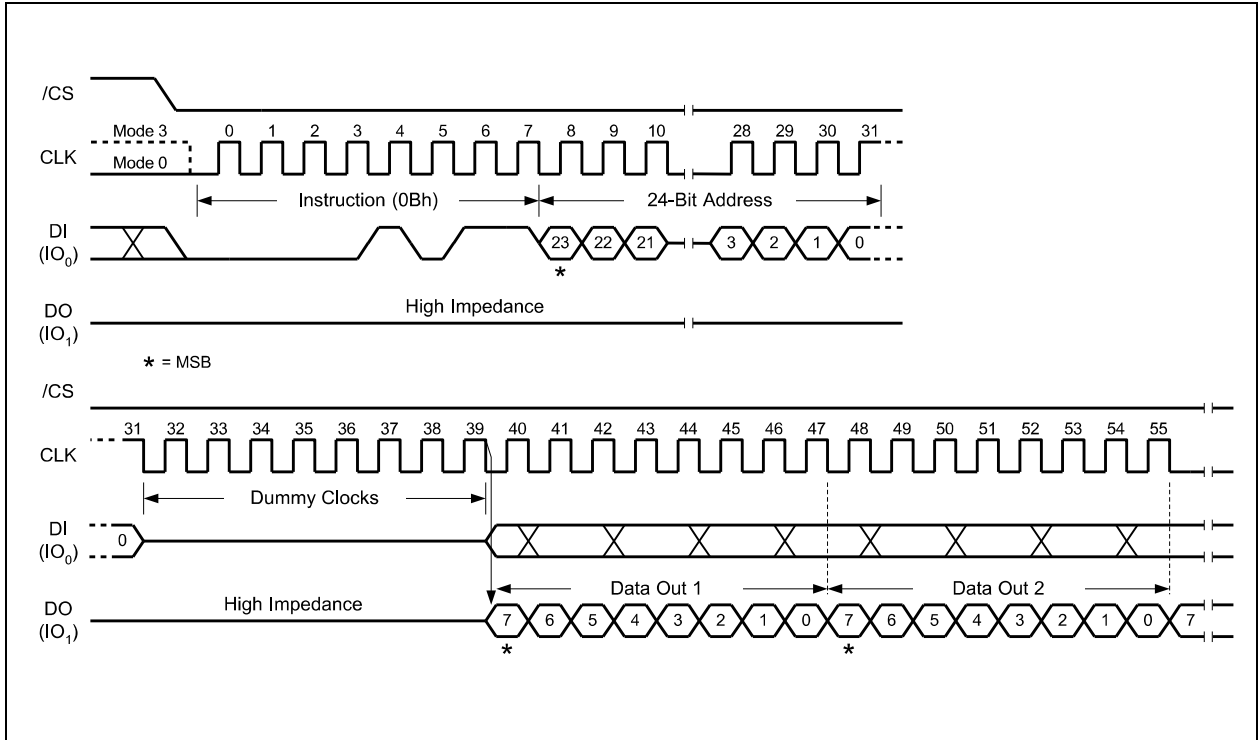 /CS
Mode 3 0 1 2 3 4 5 6 7 8 9 10 28 29 30 31
CLK
Mode 0
Instruction (0Bh) 24-Bit Address
DI
(IO₀)
23 22 21 3 2 1 0
*
High Impedance
DO
(IO₁)
* = MSB
/CS
31 32 33 34 35 36 37 38 39 40 41 42 43 44 45 46 47 48 49 50 51 52 53 54 55
CLK
Dummy Clocks
DI
(IO₀)
0
Data Out 1 Data Out 2
High Impedance
DO
(IO₁)
7 6 5 4 3 2 1 0 7 6 5 4 3 2 1 0 7
* *